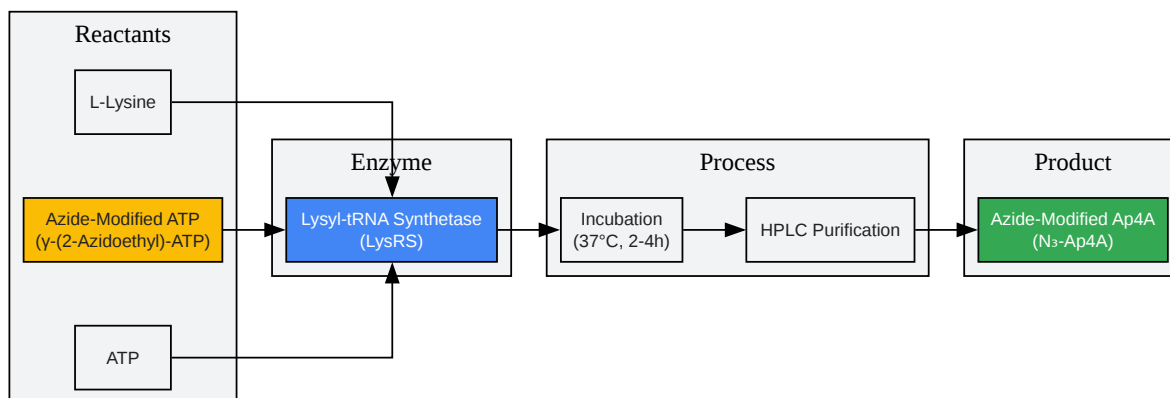 Reactants
L-Lysine
Azide-Modified ATP
(γ-(2-Azidoethyl)-ATP)
ATP
Enzyme
Lysyl-tRNA Synthetase
(LysRS)
Process
Incubation
(37°C, 2-4h)
HPLC Purification
Product
Azide-Modified Ap4A
(N₃-Ap4A)